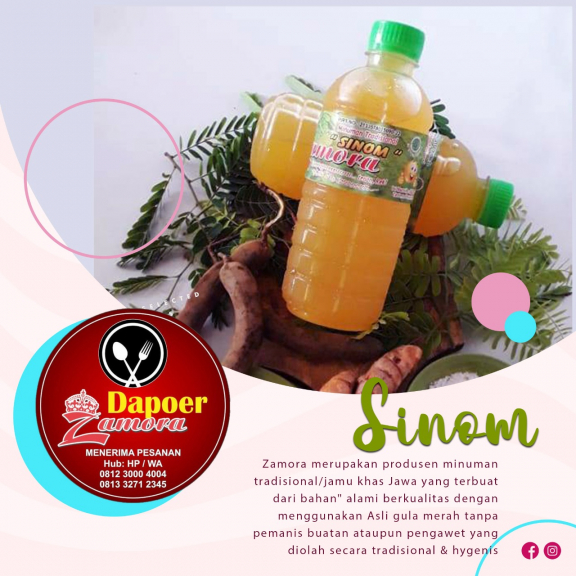 Minuman Tradisional
" SINOM "
amora
Dapoer
Zamora
MENERIMA PESANAN
Hub: HP / WA
0812 3000 4004
0813 3271 2345
Sinom
Zamora merupakan produsen minuman
tradisional/jamu khas Jawa yang terbuat
dari bahan" alami berkualitas dengan
menggunakan Asli gula merah tanpa
pemanis buatan ataupun pengawet yang
diolah secara tradisional & hygenis